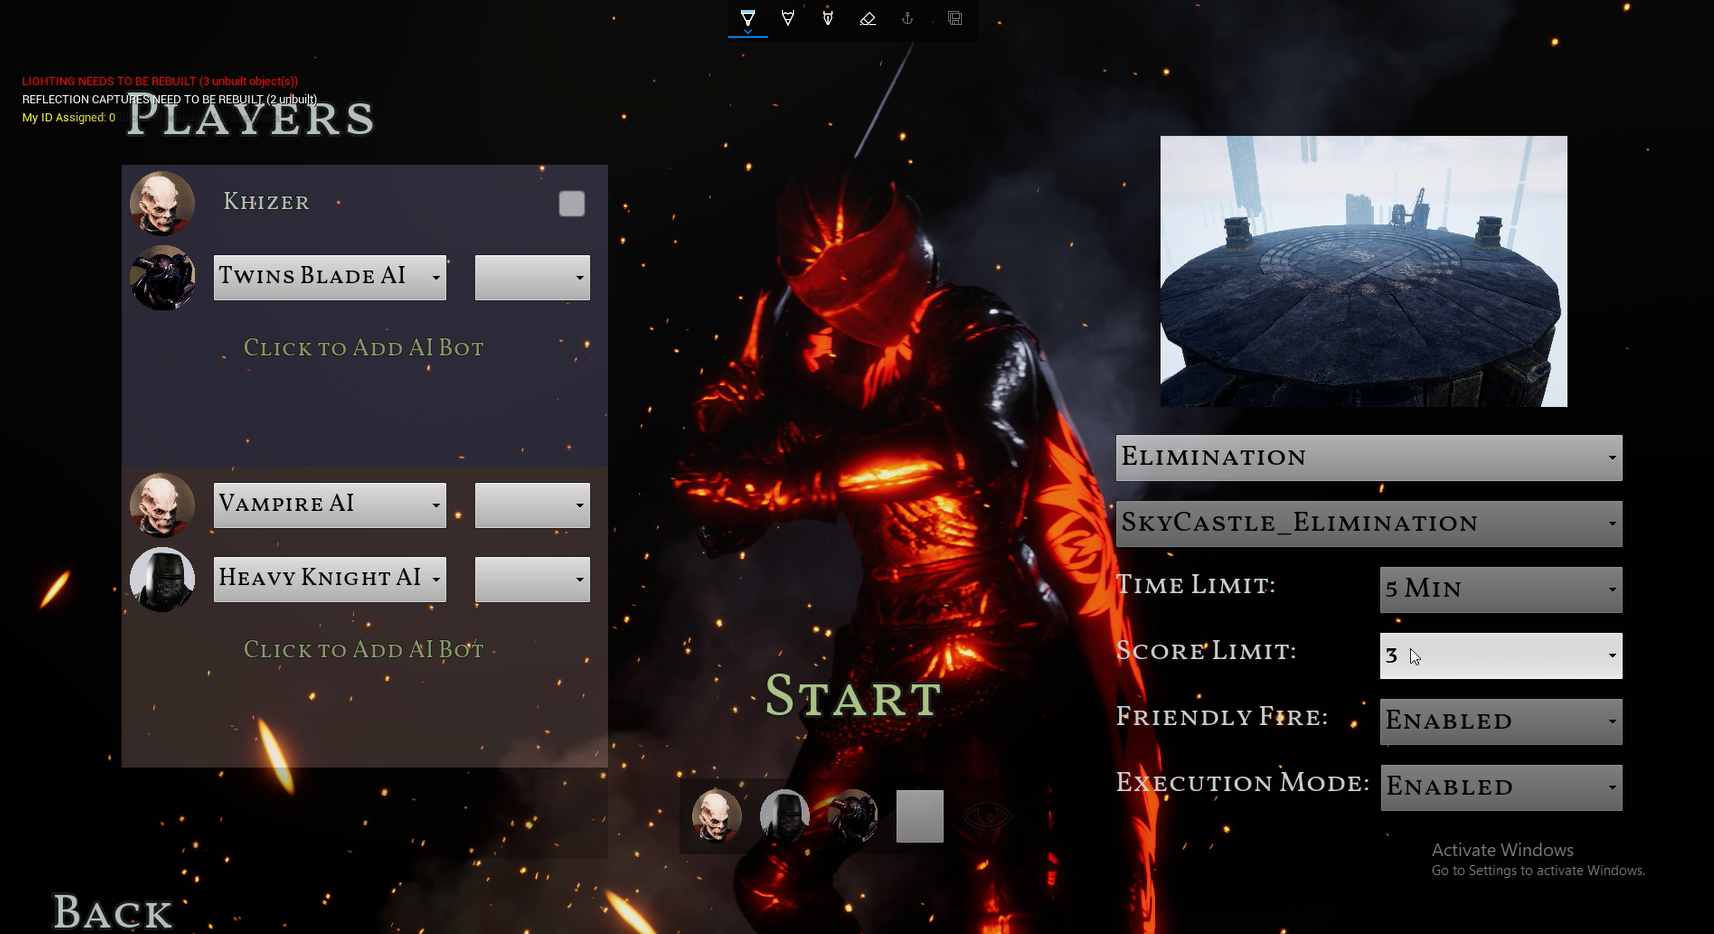 LIGHTING NEEDS TO BE REBUILT (3 unbuilt object(s))
REFLECTION CAPTURES NEED TO BE REBUILT (2 unbuilt)
My ID Assigned: 0
Players
Khizer
Twins Blade AI
Click to Add AI Bot
Vampire AI
Heavy Knight AI
Click to Add AI Bot
Start
Back
Elimination
SkyCastle_Elimination
Time Limit: 5 Min
Score Limit: 3
Friendly Fire: Enabled
Execution Mode: Enabled
Activate Windows
Go to Settings to activate Windows.